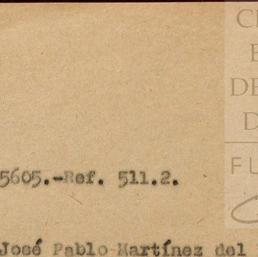 5605.-Ref. 511.2.
José Pablo Martínez del